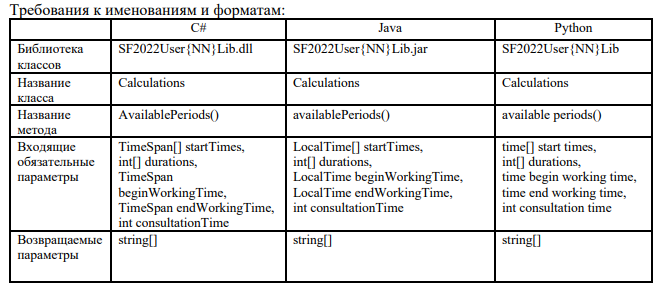 Требования к именованиям и форматам:
C# Java Python
Библиотека классов SF2022User{NN}Lib.dll SF2022User{NN}Lib.jar SF2022User{NN}Lib
Название класса Calculations Calculations Calculations
Название метода AvailablePeriods() availablePeriods() available periods()
Входящие обязательные параметры
TimeSpan[] startTimes,
int[] durations,
TimeSpan
beginWorkingTime,
TimeSpan endWorkingTime,
int consultationTime
LocalTime[] startTimes,
int[] durations,
LocalTime beginWorkingTime,
LocalTime endWorkingTime,
int consultationTime
time[] start times,
int[] durations,
time begin working time,
time end working time,
int consultation time
Возвращаемые параметры string[] string[] string[]